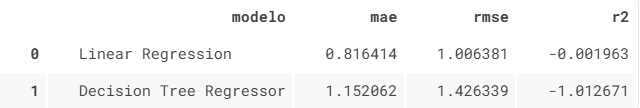 modelo mae rmse r2
0 Linear Regression 0.816414 1.006381 -0.001963
1 Decision Tree Regressor 1.152062 1.426339 -1.012671